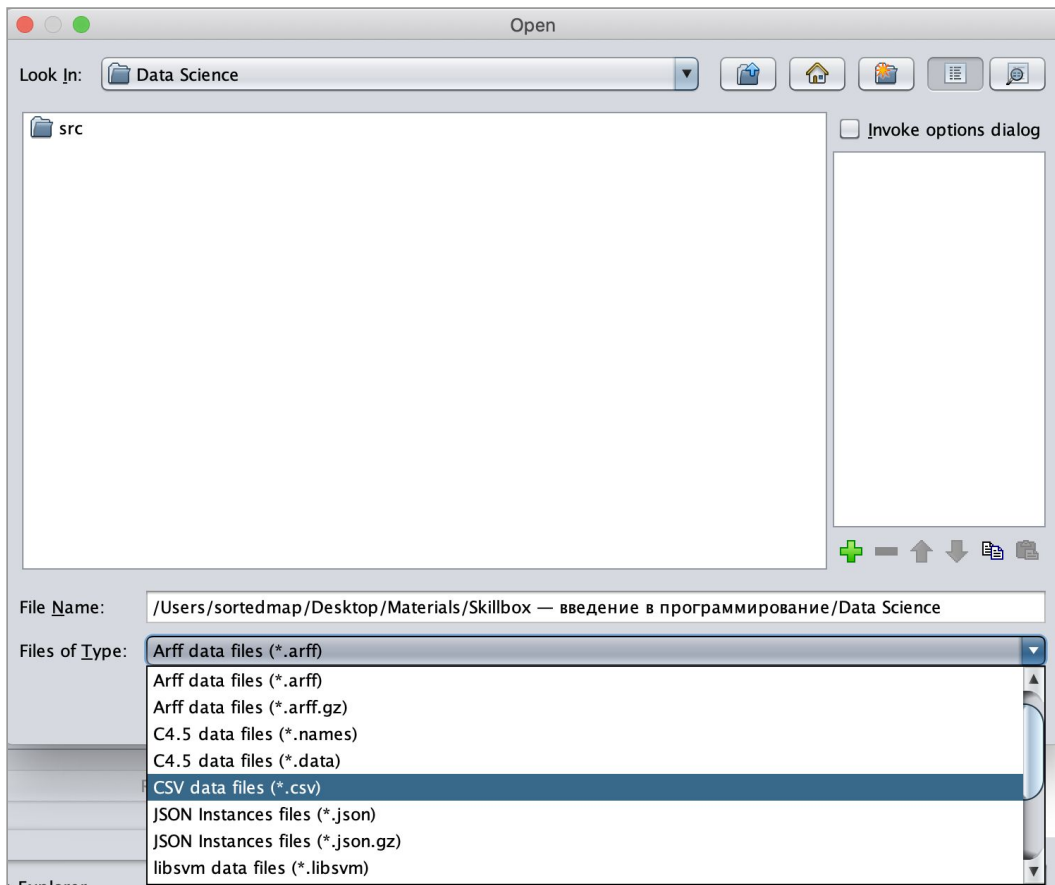 Open
Look In: Data Science
src
Invoke options dialog
File Name: /Users/sortedmap/Desktop/Materials/Skillbox — введение в программирование/Data Science
Files of Type: Arff data files (*.arff)
Arff data files (*.arff)
Arff data files (*.arff.gz)
C4.5 data files (*.names)
C4.5 data files (*.data)
CSV data files (*.csv)
JSON Instances files (*.json)
JSON Instances files (*.json.gz)
libsvm data files (*.libsvm)